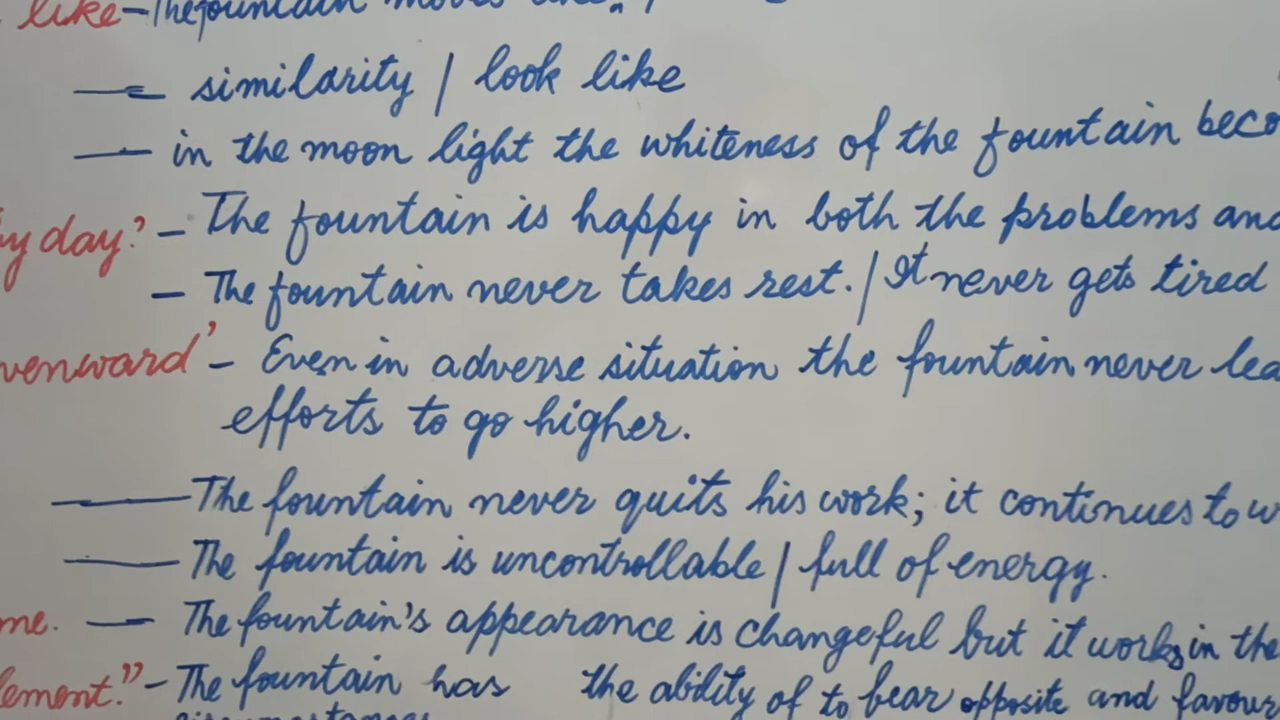 like – The fountain moves
— similarity / look like
— in the moon light the whiteness of the fountain beco
y day.' – The fountain is happy in both the problems and
– The fountain never takes rest. / It never gets tired
venward' – Even in adverse situation the fountain never lea
efforts to go higher.
— The fountain never quits his work; it continues to w
— The fountain is uncontrollable / full of energy.
me. — The fountain's appearance is changeful but it works in the
lement." – The fountain has the ability of to bear opposite and favour